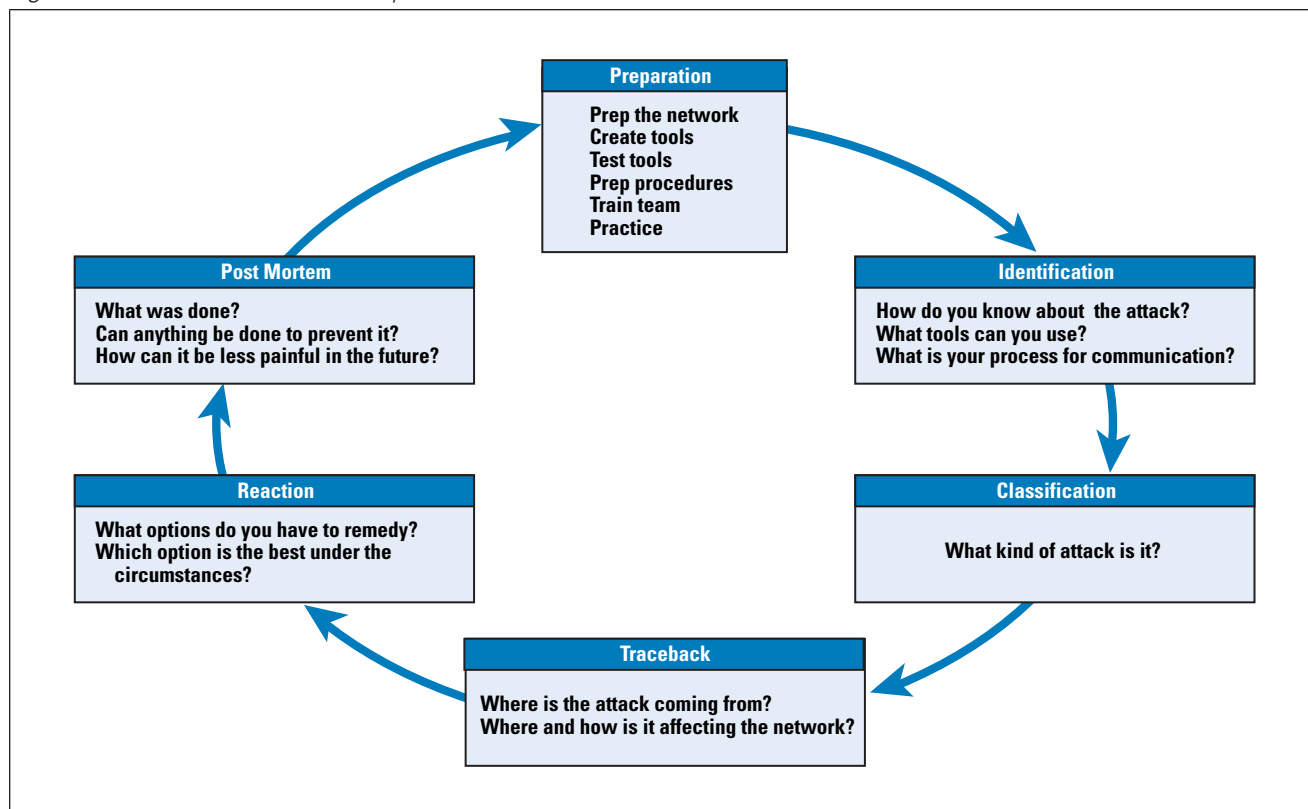 Preparation
Prep the network
Create tools
Test tools
Prep procedures
Train team
Practice
Identification
How do you know about the attack?
What tools can you use?
What is your process for communication?
Classification
What kind of attack is it?
Traceback
Where is the attack coming from?
Where and how is it affecting the network?
Reaction
What options do you have to remedy?
Which option is the best under the
circumstances?
Post Mortem
What was done?
Can anything be done to prevent it?
How can it be less painful in the future?